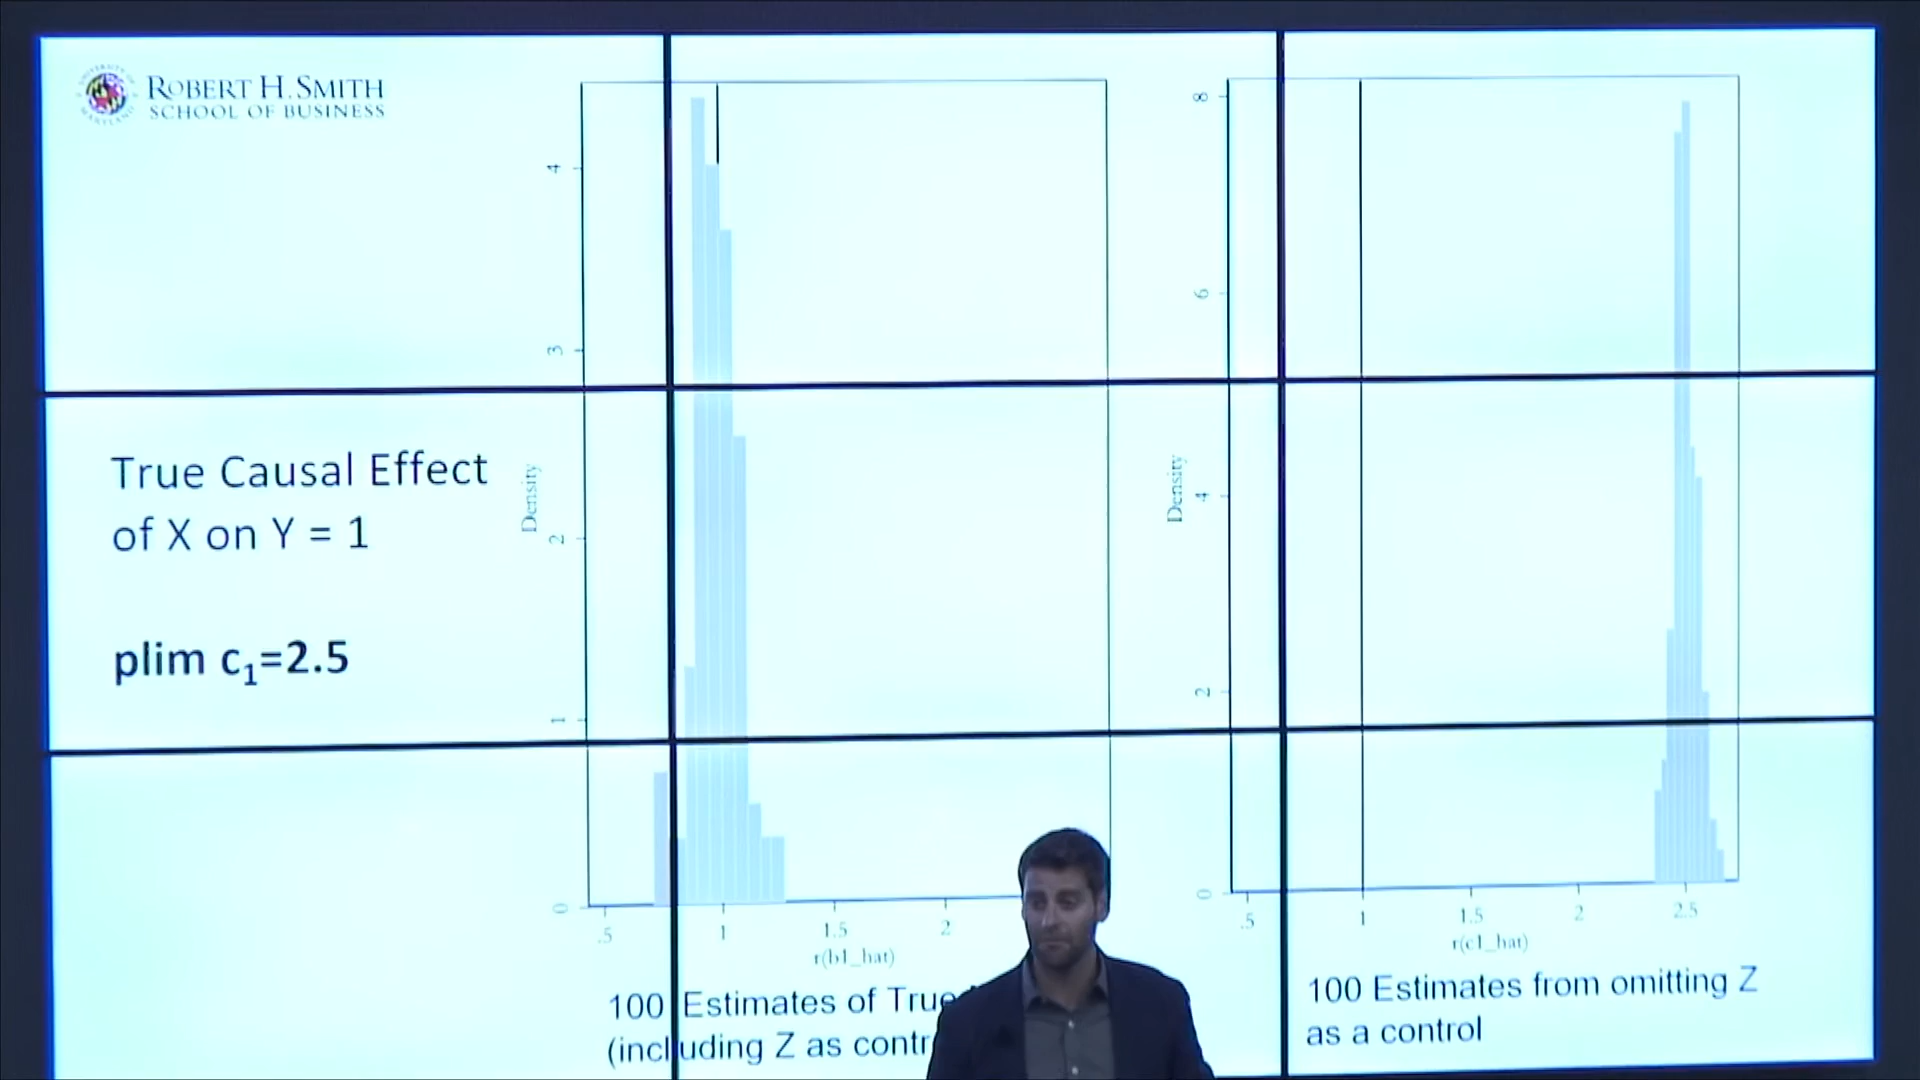 ROBERT H. SMITH
SCHOOL OF BUSINESS
True Causal Effect
of X on Y = 1
plim c1=2.5
Density
4
3
2
1
0
.5
1
1.5
2
r(b1_hat)
100 Estimates of True
(including Z as contr
Density
8
6
4
2
0
.5
1
1.5
2
2.5
r(c1_hat)
100 Estimates from omitting Z
as a control